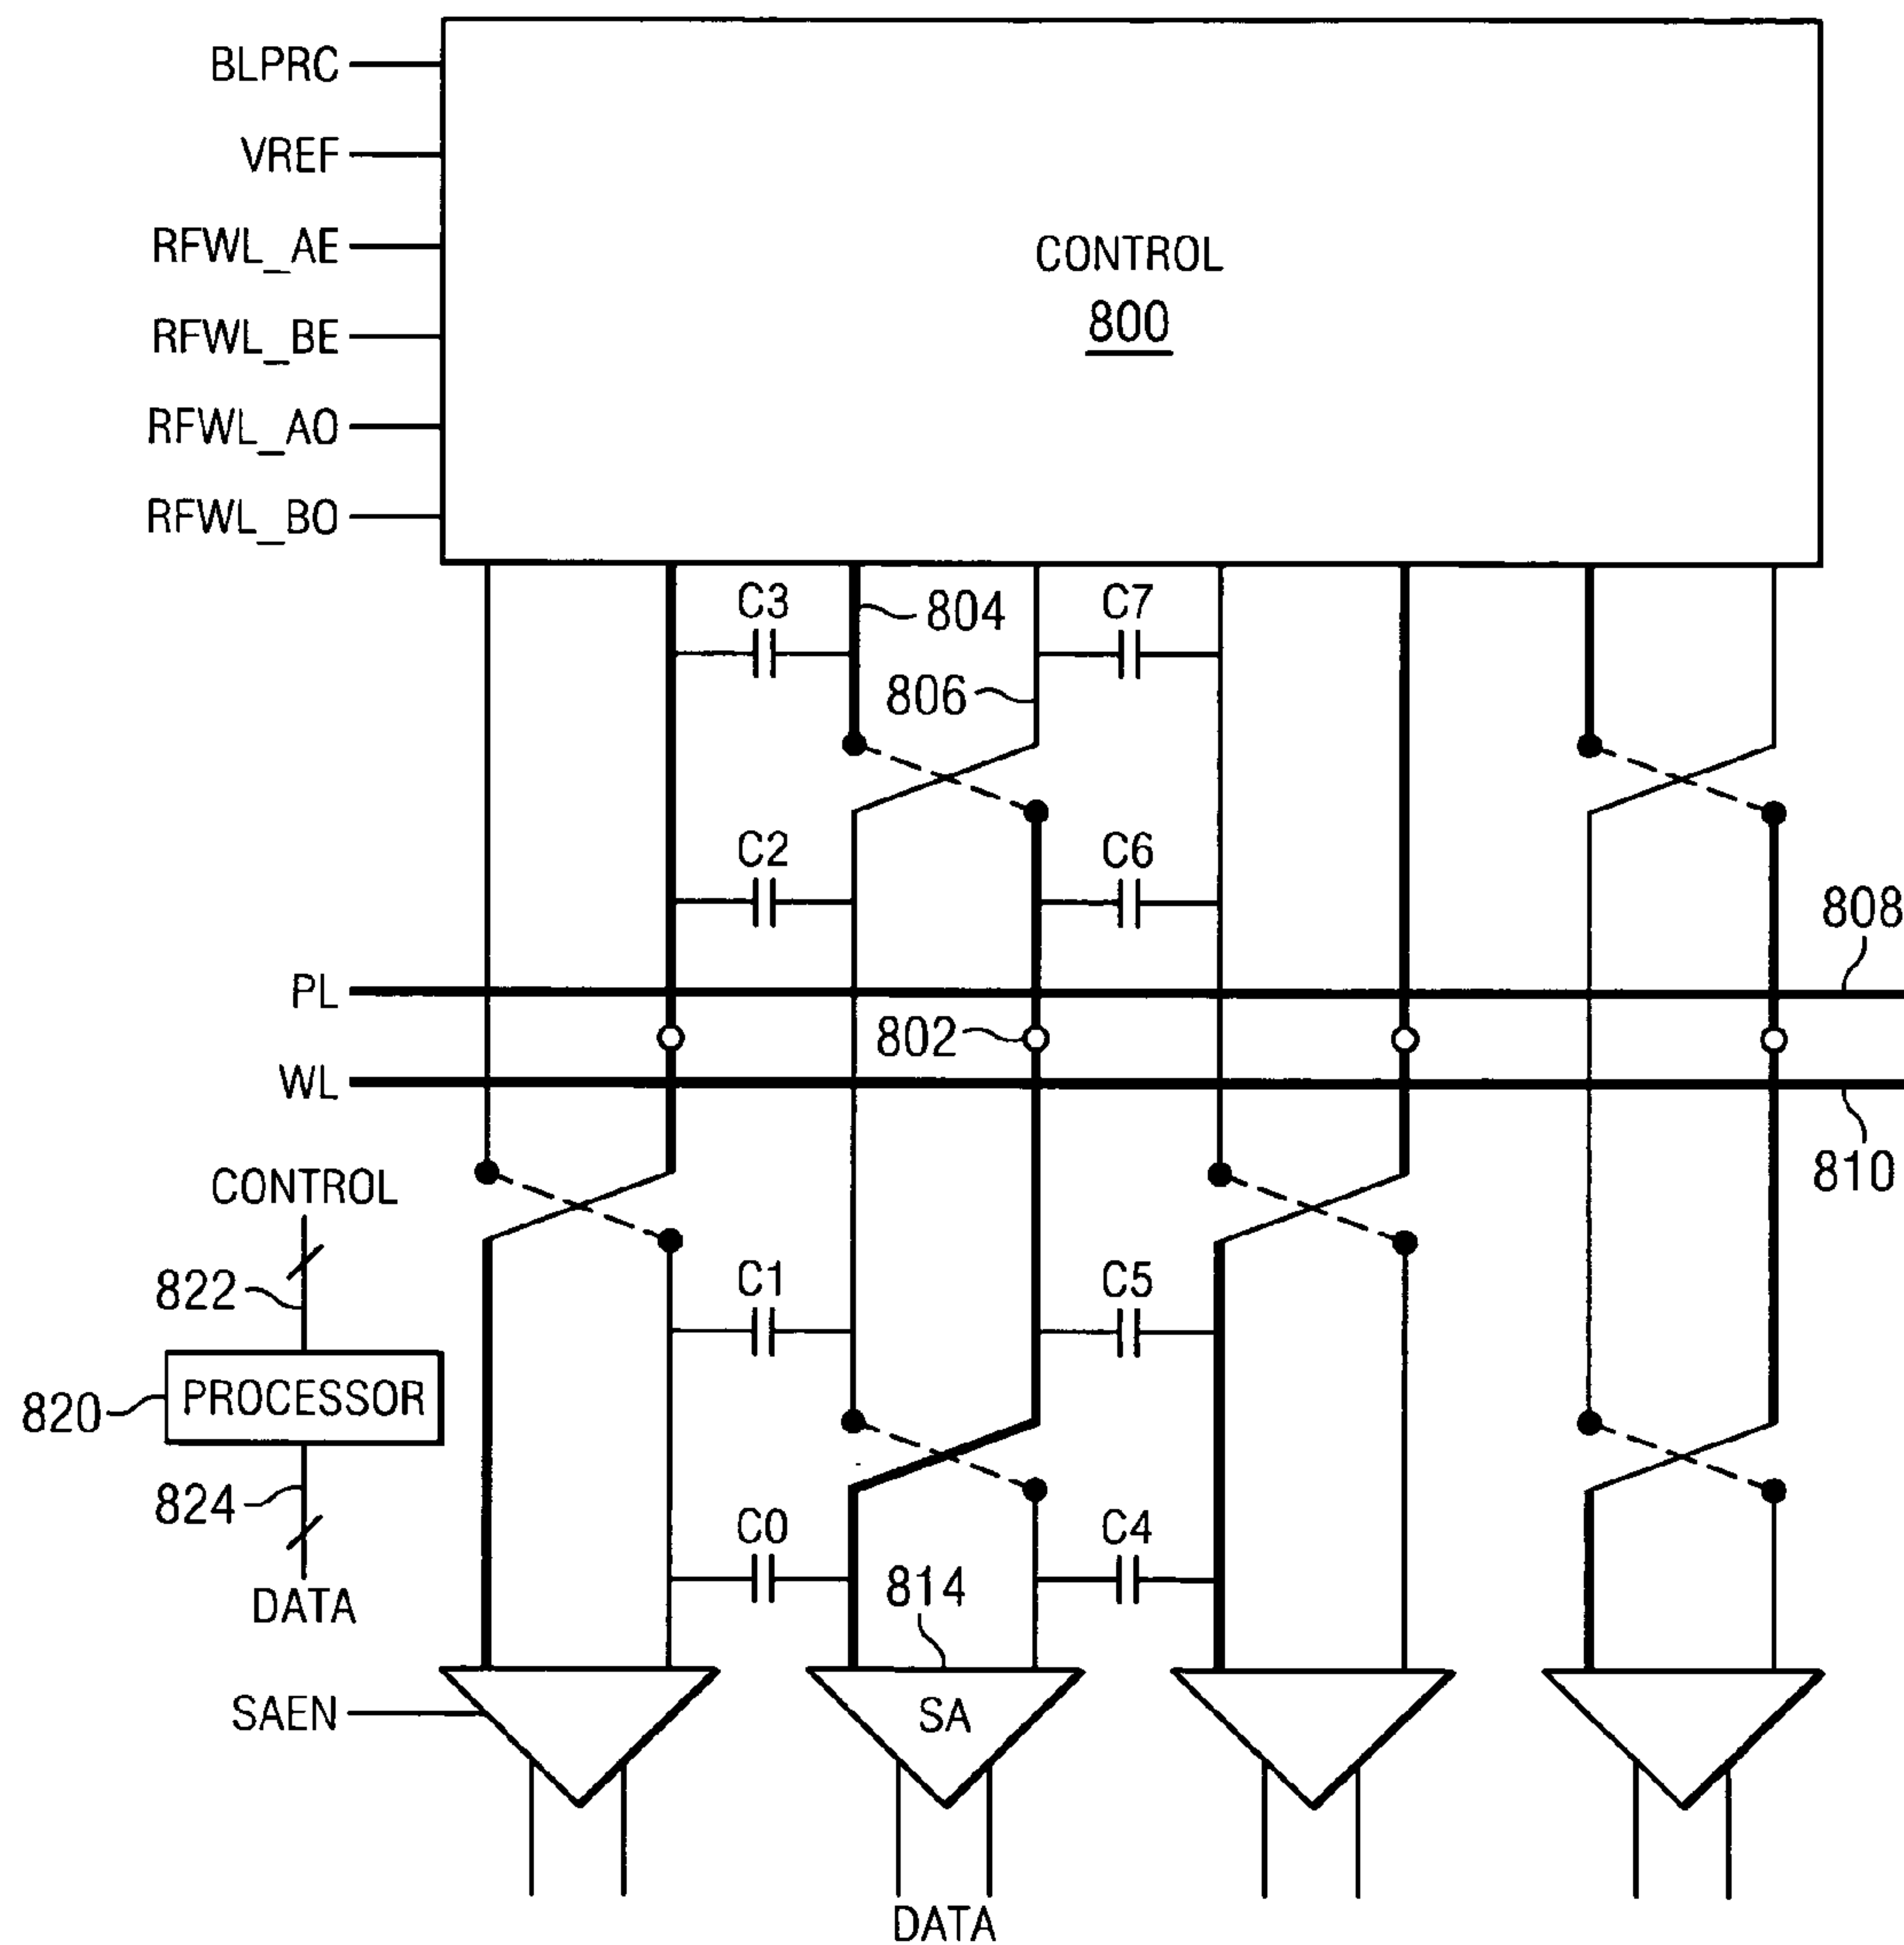 BLPRC
VREF
RFWL_AE
CONTROL
800
RFWL_BE
RFWL_AO
RFWL_BO
C3
804
C7
806
C2
C6
808
PL
802
WL
810
CONTROL
822
C1
C5
820
PROCESSOR
824
C0
C4
814
DATA
SAEN
SA
DATA